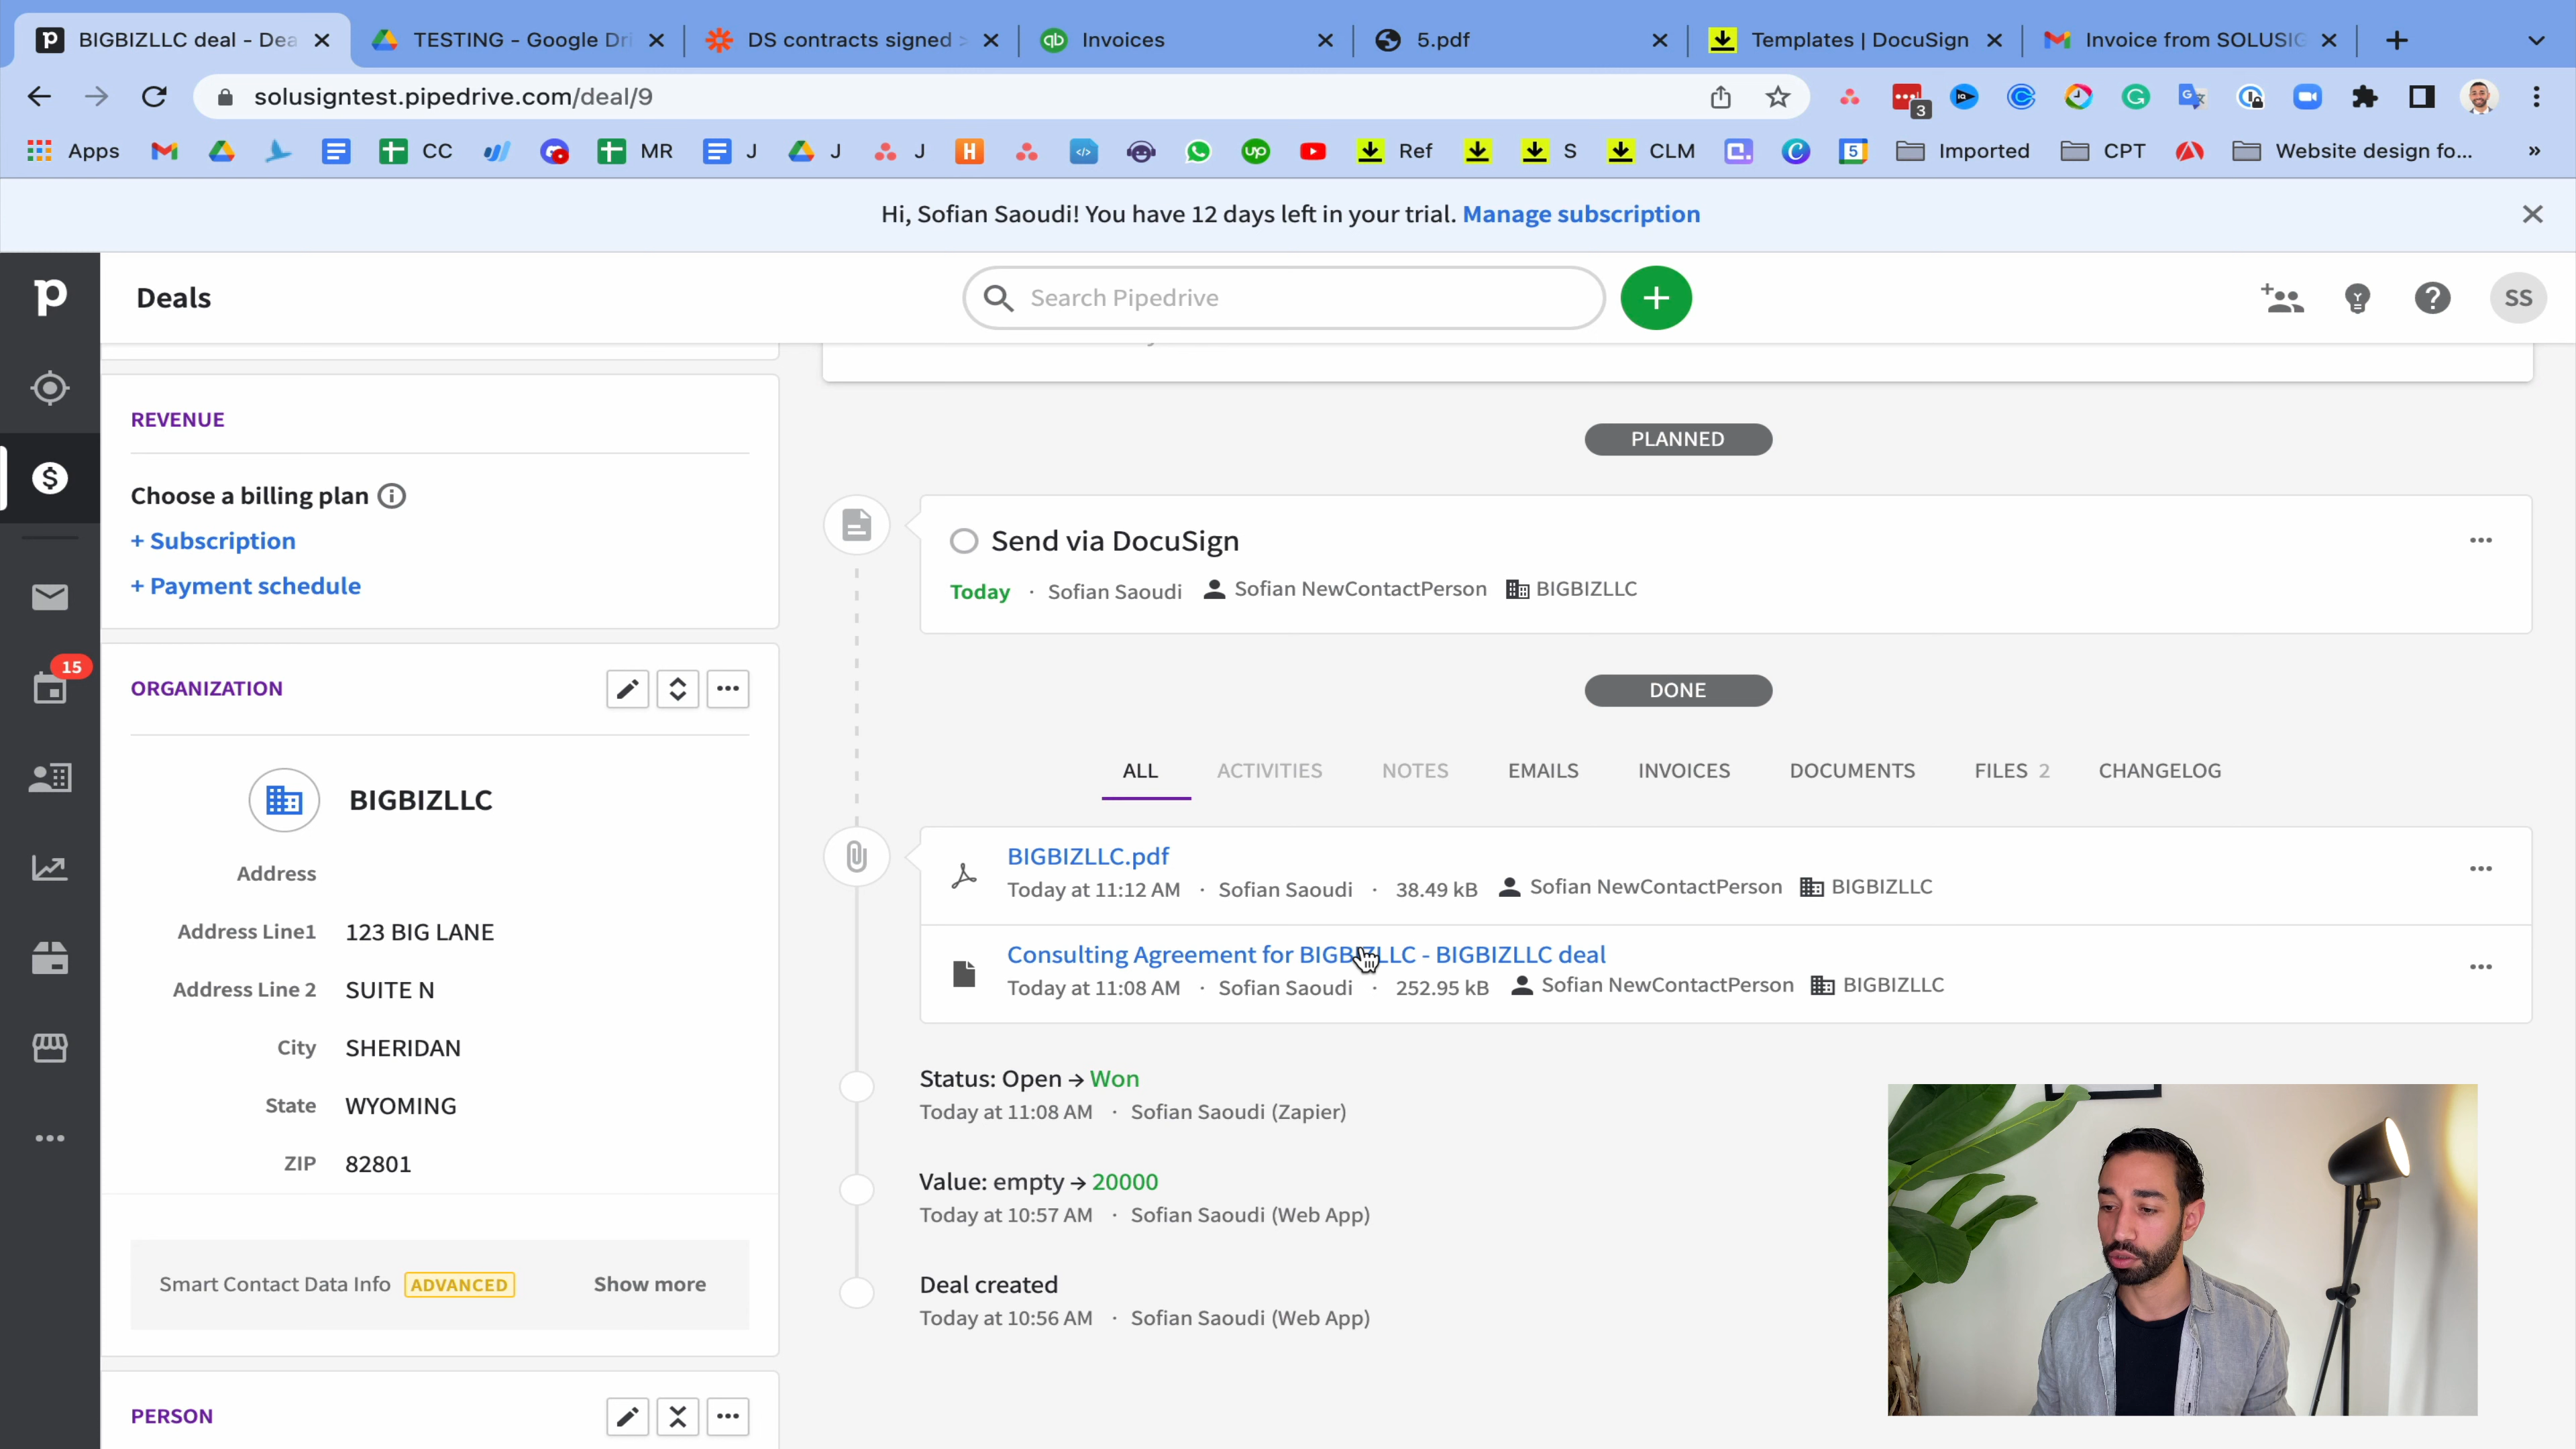 BIGBIZLLC deal - Dea
TESTING - Google Dri
DS contracts signed
Invoices
5.pdf
Templates | DocuSign
Invoice from SOLUSIG
solusigntest.pipedrive.com/deal/9
3
Apps
CC
MR
J
J
J
H
up
Ref
S
CLM
5
Imported
CPT
Website design fo...
»
Hi, Sofian Saoudi! You have 12 days left in your trial. Manage subscription
Deals
Search Pipedrive
SS
REVENUE
Choose a billing plan
+ Subscription
+ Payment schedule
15
ORGANIZATION
BIGBIZLLC
Address
Address Line1 123 BIG LANE
Address Line 2 SUITE N
City SHERIDAN
State WYOMING
ZIP 82801
Smart Contact Data Info ADVANCED Show more
PERSON
PLANNED
Send via DocuSign
Today · Sofian Saoudi Sofian NewContactPerson BIGBIZLLC
DONE
ALL ACTIVITIES NOTES EMAILS INVOICES DOCUMENTS FILES 2 CHANGELOG
BIGBIZLLC.pdf
Today at 11:12 AM · Sofian Saoudi · 38.49 kB Sofian NewContactPerson BIGBIZLLC
Consulting Agreement for BIGBIZLLC - BIGBIZLLC deal
Today at 11:08 AM · Sofian Saoudi · 252.95 kB Sofian NewContactPerson BIGBIZLLC
Status: Open → Won
Today at 11:08 AM · Sofian Saoudi (Zapier)
Value: empty → 20000
Today at 10:57 AM · Sofian Saoudi (Web App)
Deal created
Today at 10:56 AM · Sofian Saoudi (Web App)